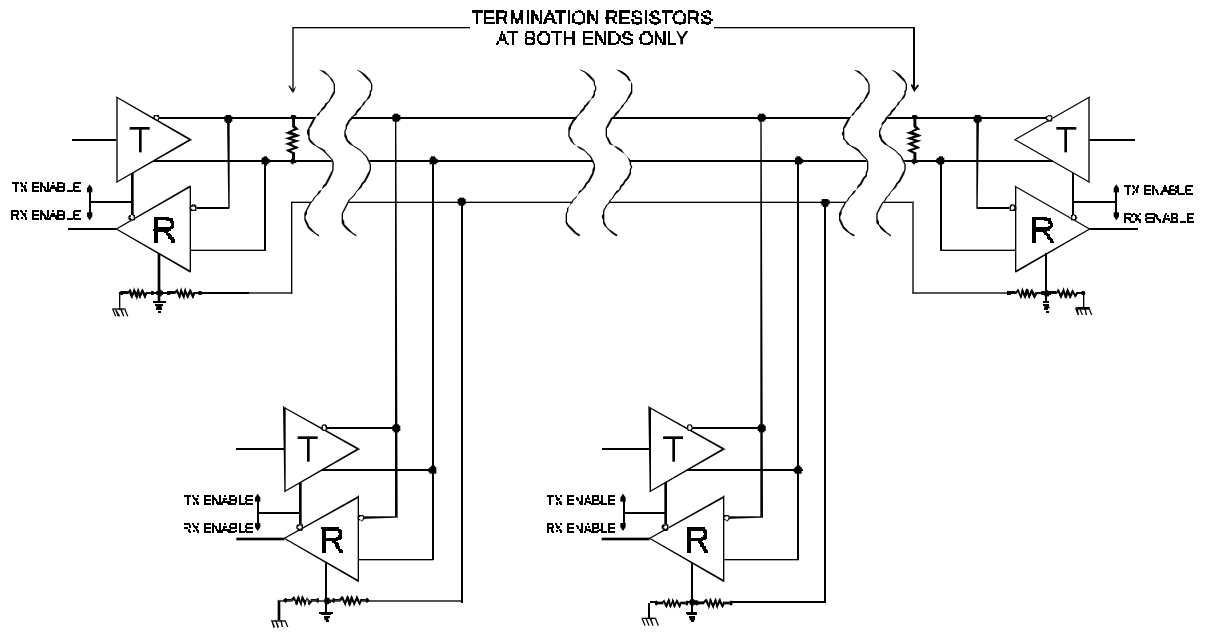 TERMINATION RESISTORS
AT BOTH ENDS ONLY
T
T
TX ENABLE
RX ENABLE
R
TX ENABLE
RX ENABLE
R
T
T
TX ENABLE
RX ENABLE
R
TX ENABLE
RX ENABLE
R